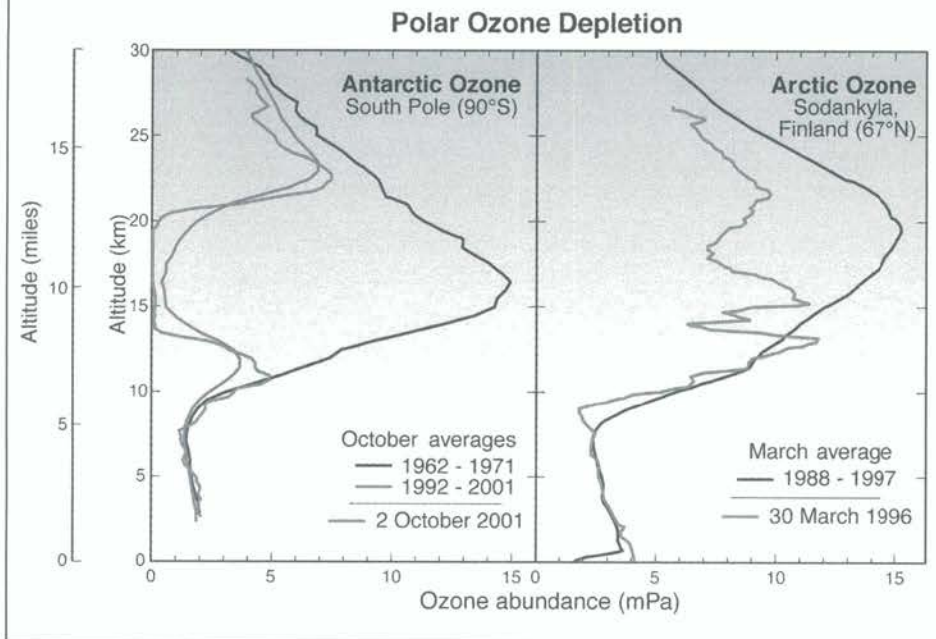 Polar Ozone Depletion
Altitude (miles)
15
10
5
0
Altitude (km)
30
25
20
15
10
5
0
Antarctic Ozone
South Pole (90°S)
October averages
1962 - 1971
1992 - 2001
2 October 2001
0 5 10 15
Arctic Ozone
Sodankyla,
Finland (67°N)
March average
1988 - 1997
30 March 1996
0 5 10 15
Ozone abundance (mPa)